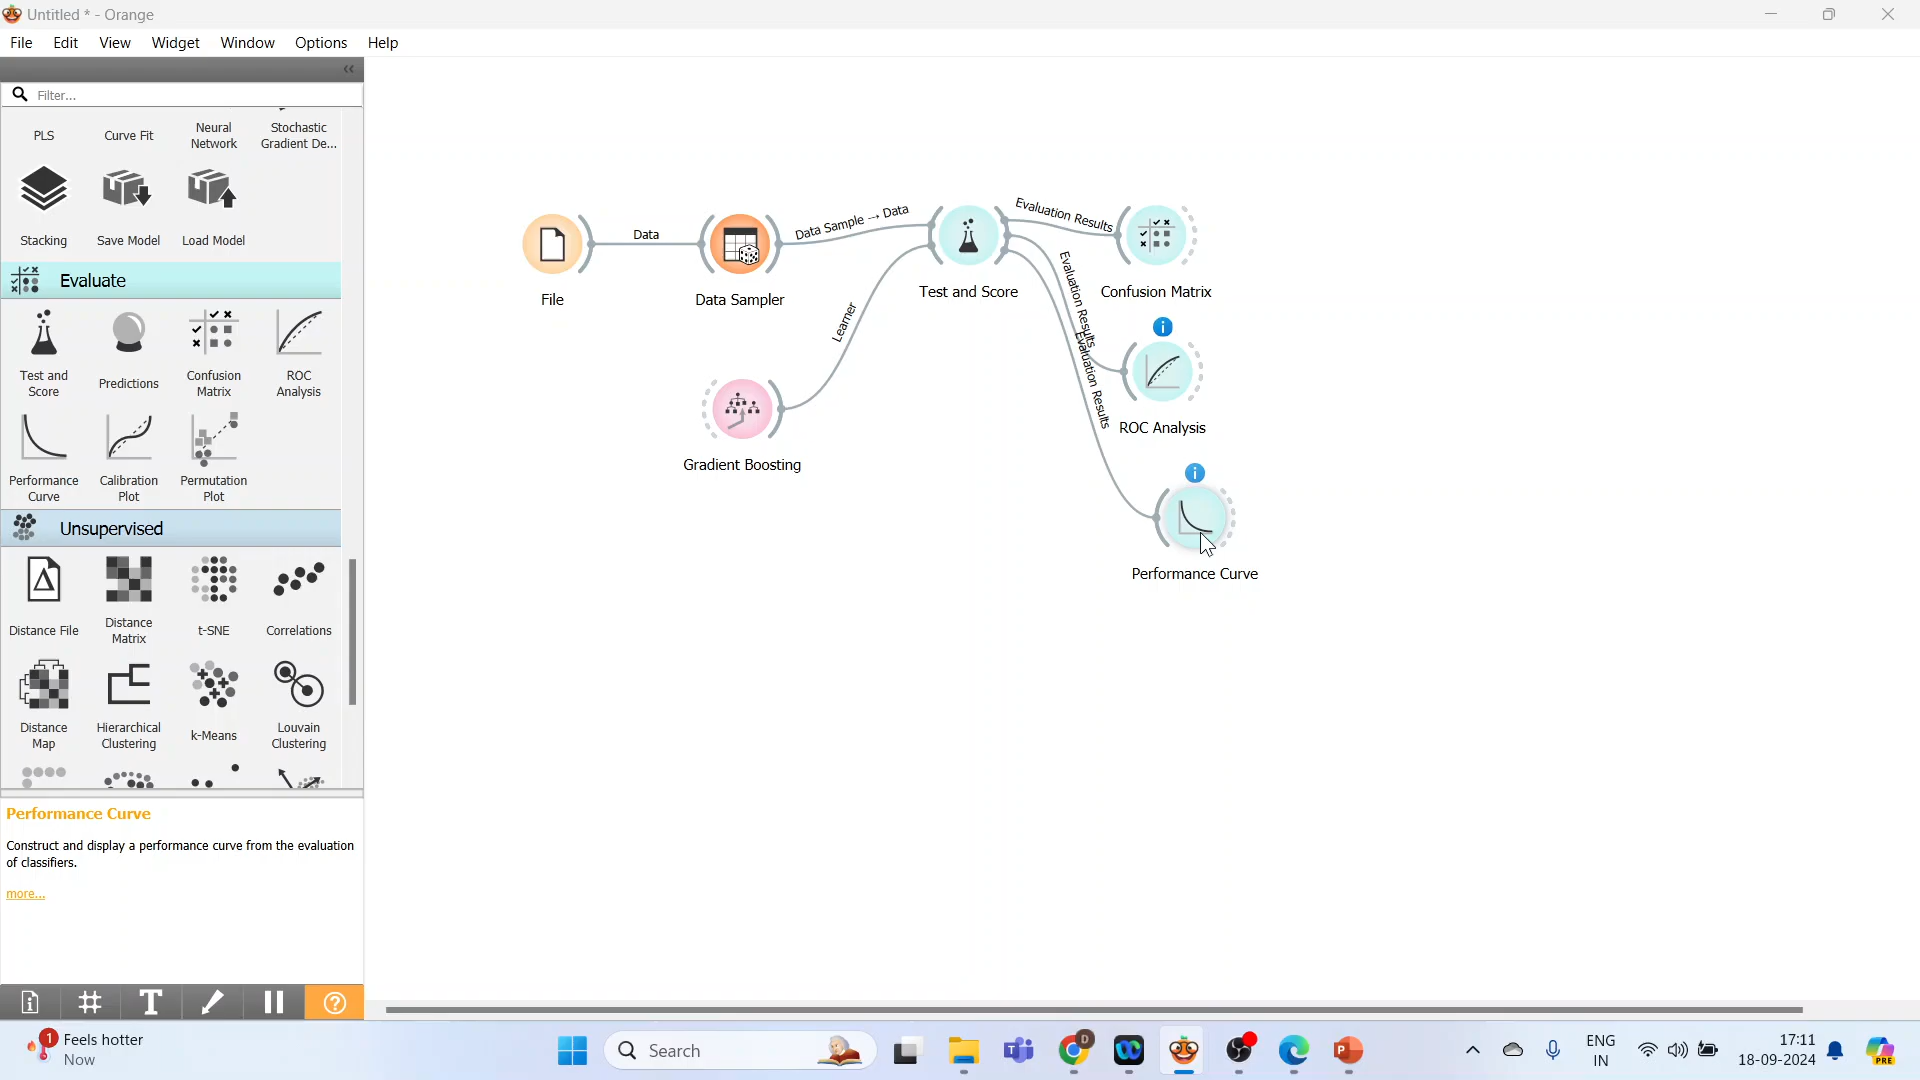 Untitled * - Orange
File Edit View Widget Window Options Help
Filter...
PLS Curve Fit Neural Network Stochastic Gradient De...
Stacking Save Model Load Model
Evaluate
Test and Score Predictions Confusion Matrix ROC Analysis
Performance Curve Calibration Plot Permutation Plot
Unsupervised
Distance File Distance Matrix t-SNE Correlations
Distance Map Hierarchical Clustering k-Means Louvain Clustering
Performance Curve
Construct and display a performance curve from the evaluation
of classifiers.
more...
File
Data
Data Sampler
Data Sample → Data
Learner
Gradient Boosting
Test and Score
Evaluation Results
Evaluation Results
Evaluation Results
Confusion Matrix
ROC Analysis
Performance Curve
1
Feels hotter
Now
Search
D
ENG
IN
17:11
18-09-2024
PRE